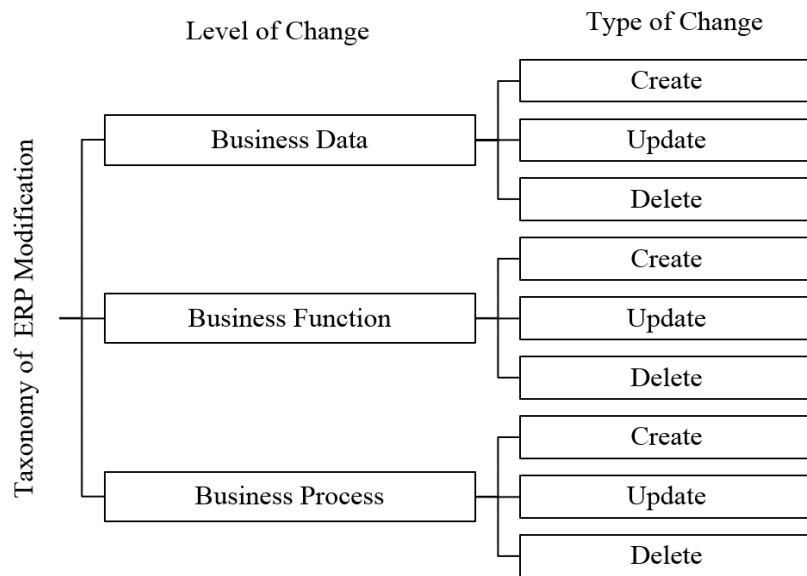 Level of Change
Type of Change
Taxonomy of ERP Modification
Business Data
Create
Update
Delete
Business Function
Create
Update
Delete
Business Process
Create
Update
Delete